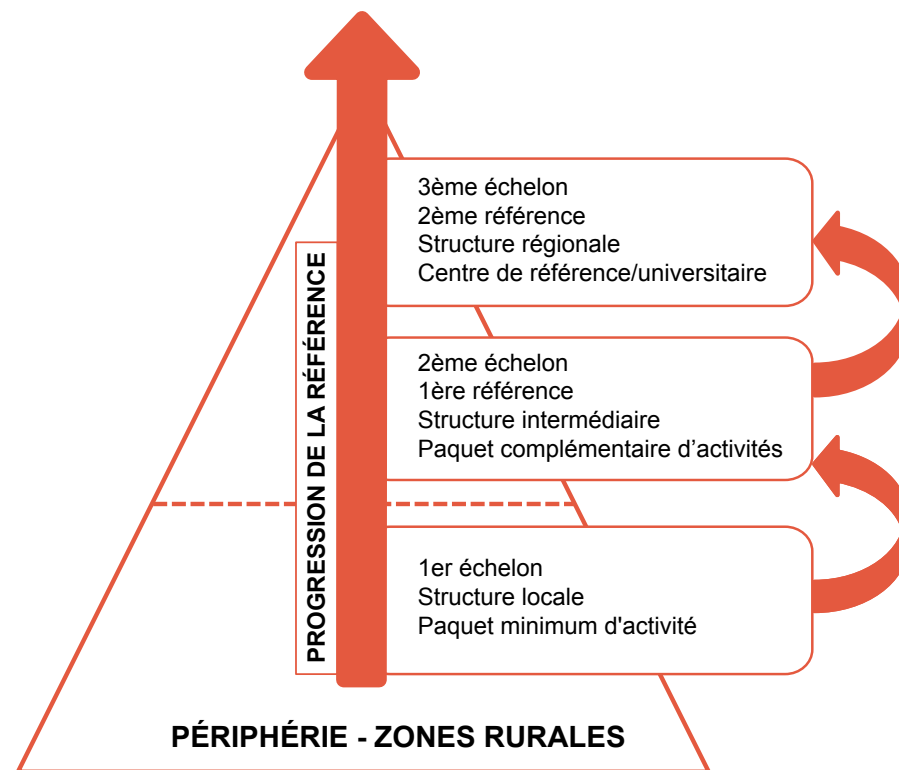 3ème échelon
2ème référence
Structure régionale
Centre de référence/universitaire
PROGRESSION DE LA RÉFÉRENCE
2ème échelon
1ère référence
Structure intermédiaire
Paquet complémentaire d’activités
1er échelon
Structure locale
Paquet minimum d'activité
PÉRIPHÉRIE - ZONES RURALES